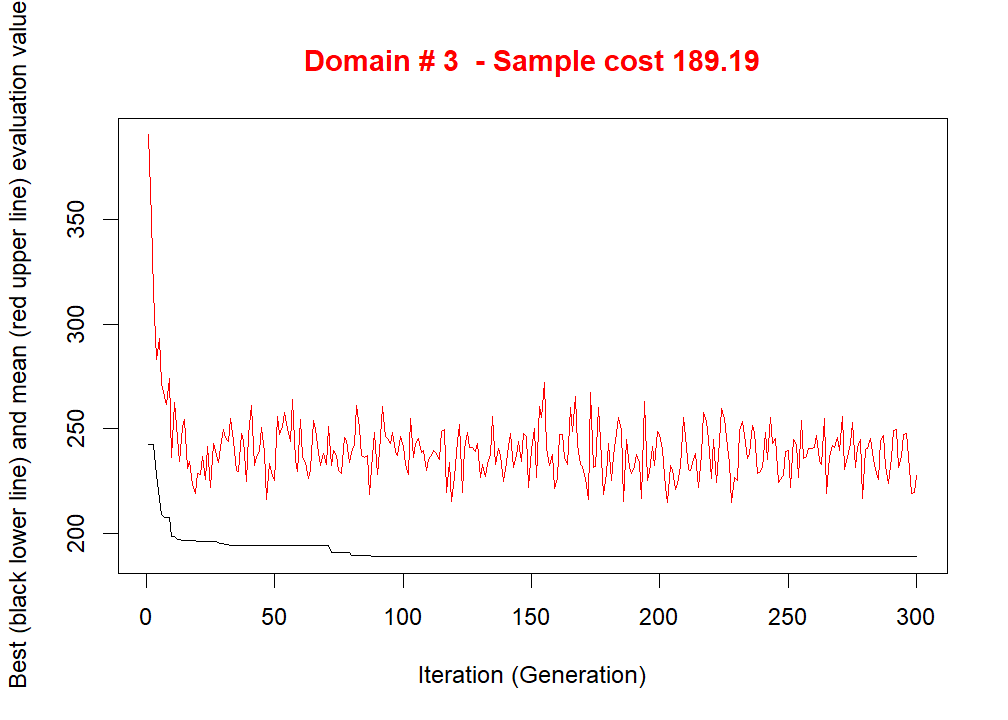 Domain # 3  - Sample cost 189.19
Best (black lower line) and mean (red upper line) evaluation value
350
300
250
200
0 50 100 150 200 250 300
Iteration (Generation)